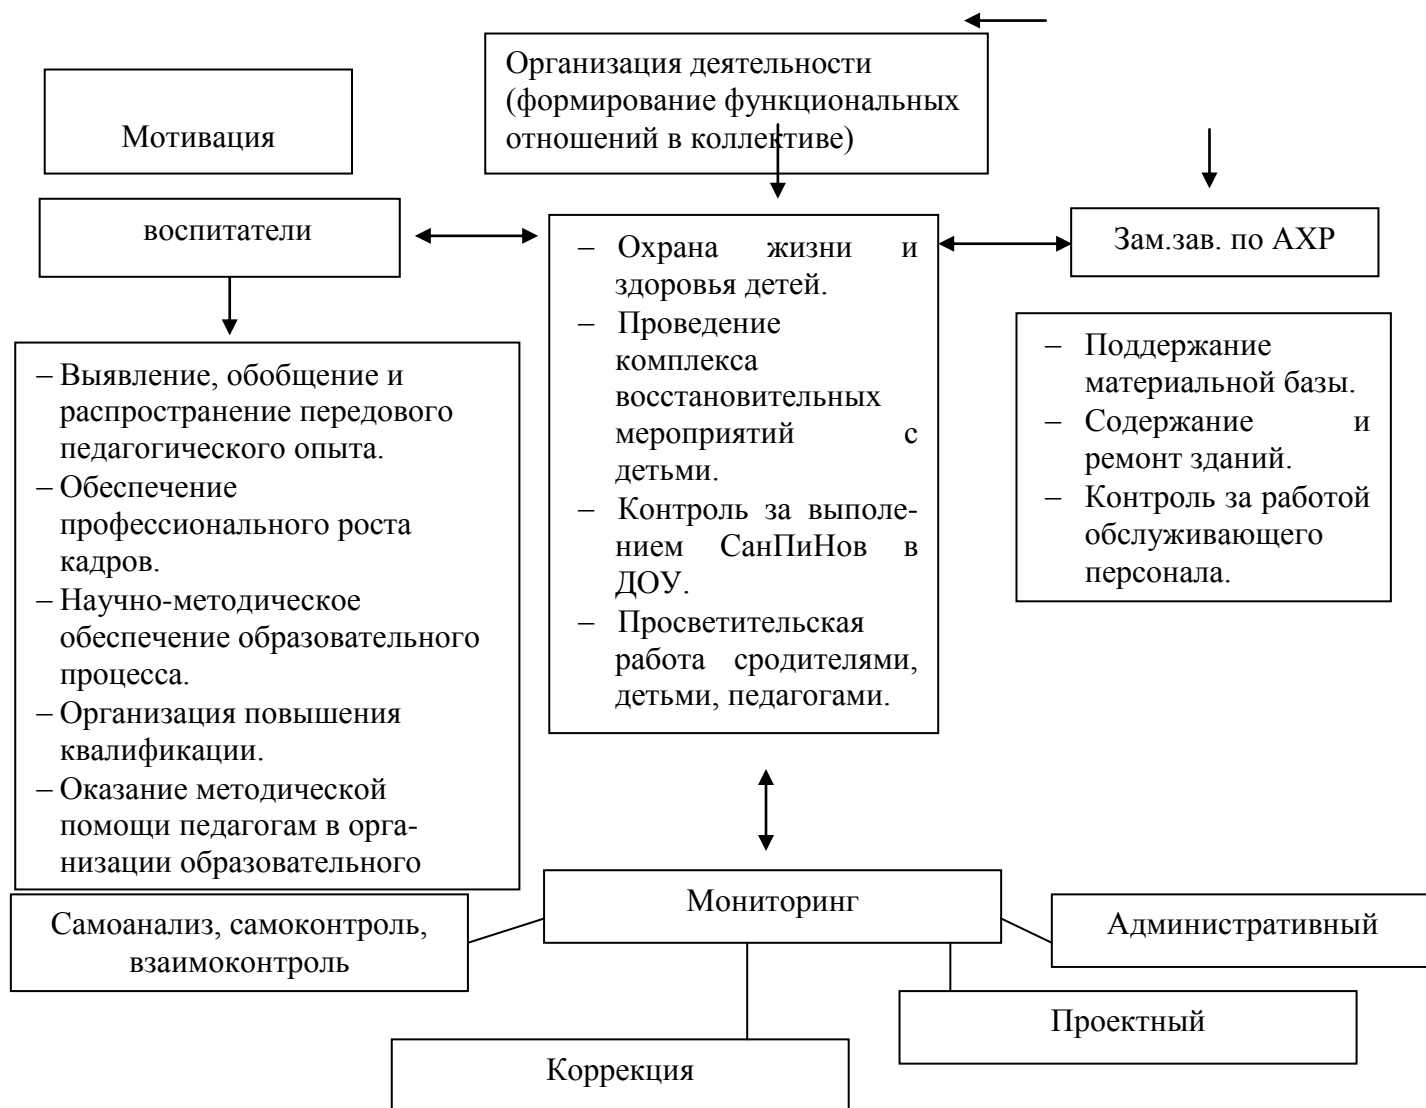 Организация деятельности
(формирование функциональных
отношений в коллективе)
Мотивация
воспитатели
– Выявление, обобщение и
распространение передового
педагогического опыта.
– Обеспечение
профессионального роста
кадров.
– Научно-методическое
обеспечение образовательного
процесса.
– Организация повышения
квалификации.
– Оказание методической
помощи педагогам в орга-
низации образовательного
– Охрана жизни и
здоровья детей.
– Проведение
комплекса
восстановительных
мероприятий с
детьми.
– Контроль за выполе-
нием СанПиНов в
ДОУ.
– Просветительская
работа сродителями,
детьми, педагогами.
Зам.зав. по АХР
– Поддержание
материальной базы.
– Содержание и
ремонт зданий.
– Контроль за работой
обслуживающего
персонала.
Мониторинг
Самоанализ, самоконтроль,
взаимоконтроль
Административный
Проектный
Коррекция